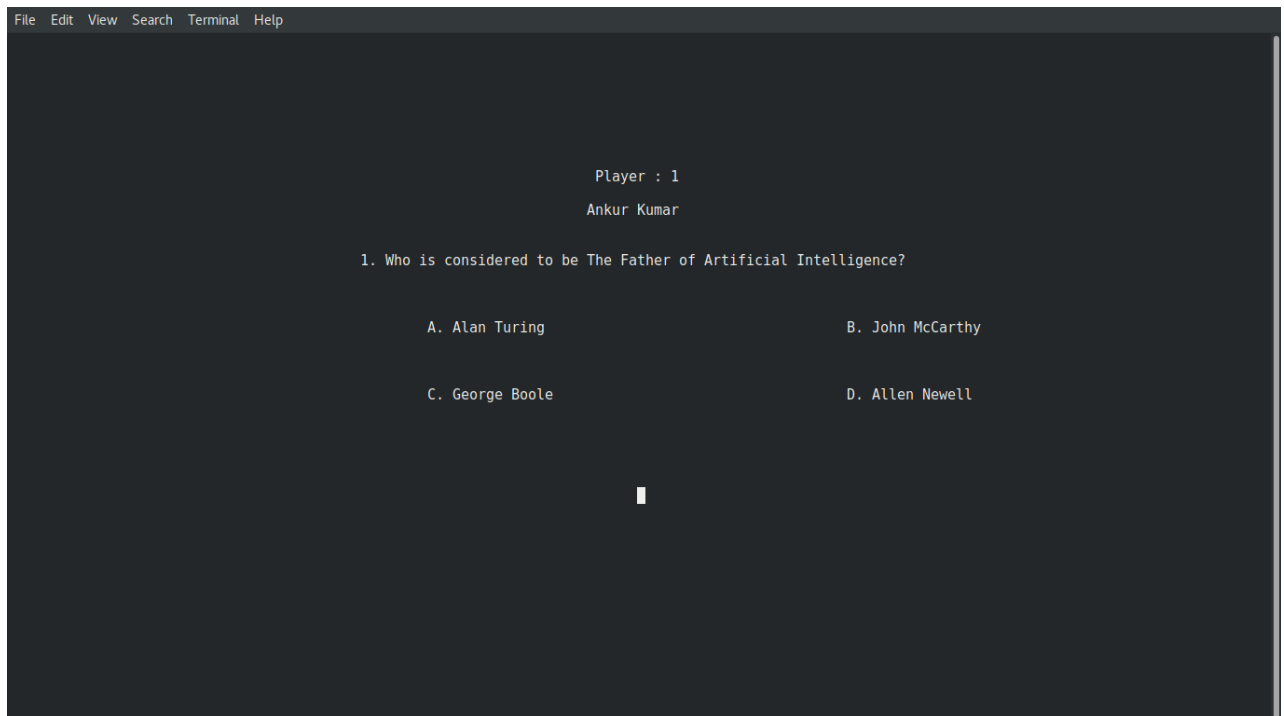 File Edit View Search Terminal Help
Player : 1
Ankur Kumar
1. Who is considered to be The Father of Artificial Intelligence?
A. Alan Turing B. John McCarthy
C. George Boole D. Allen Newell